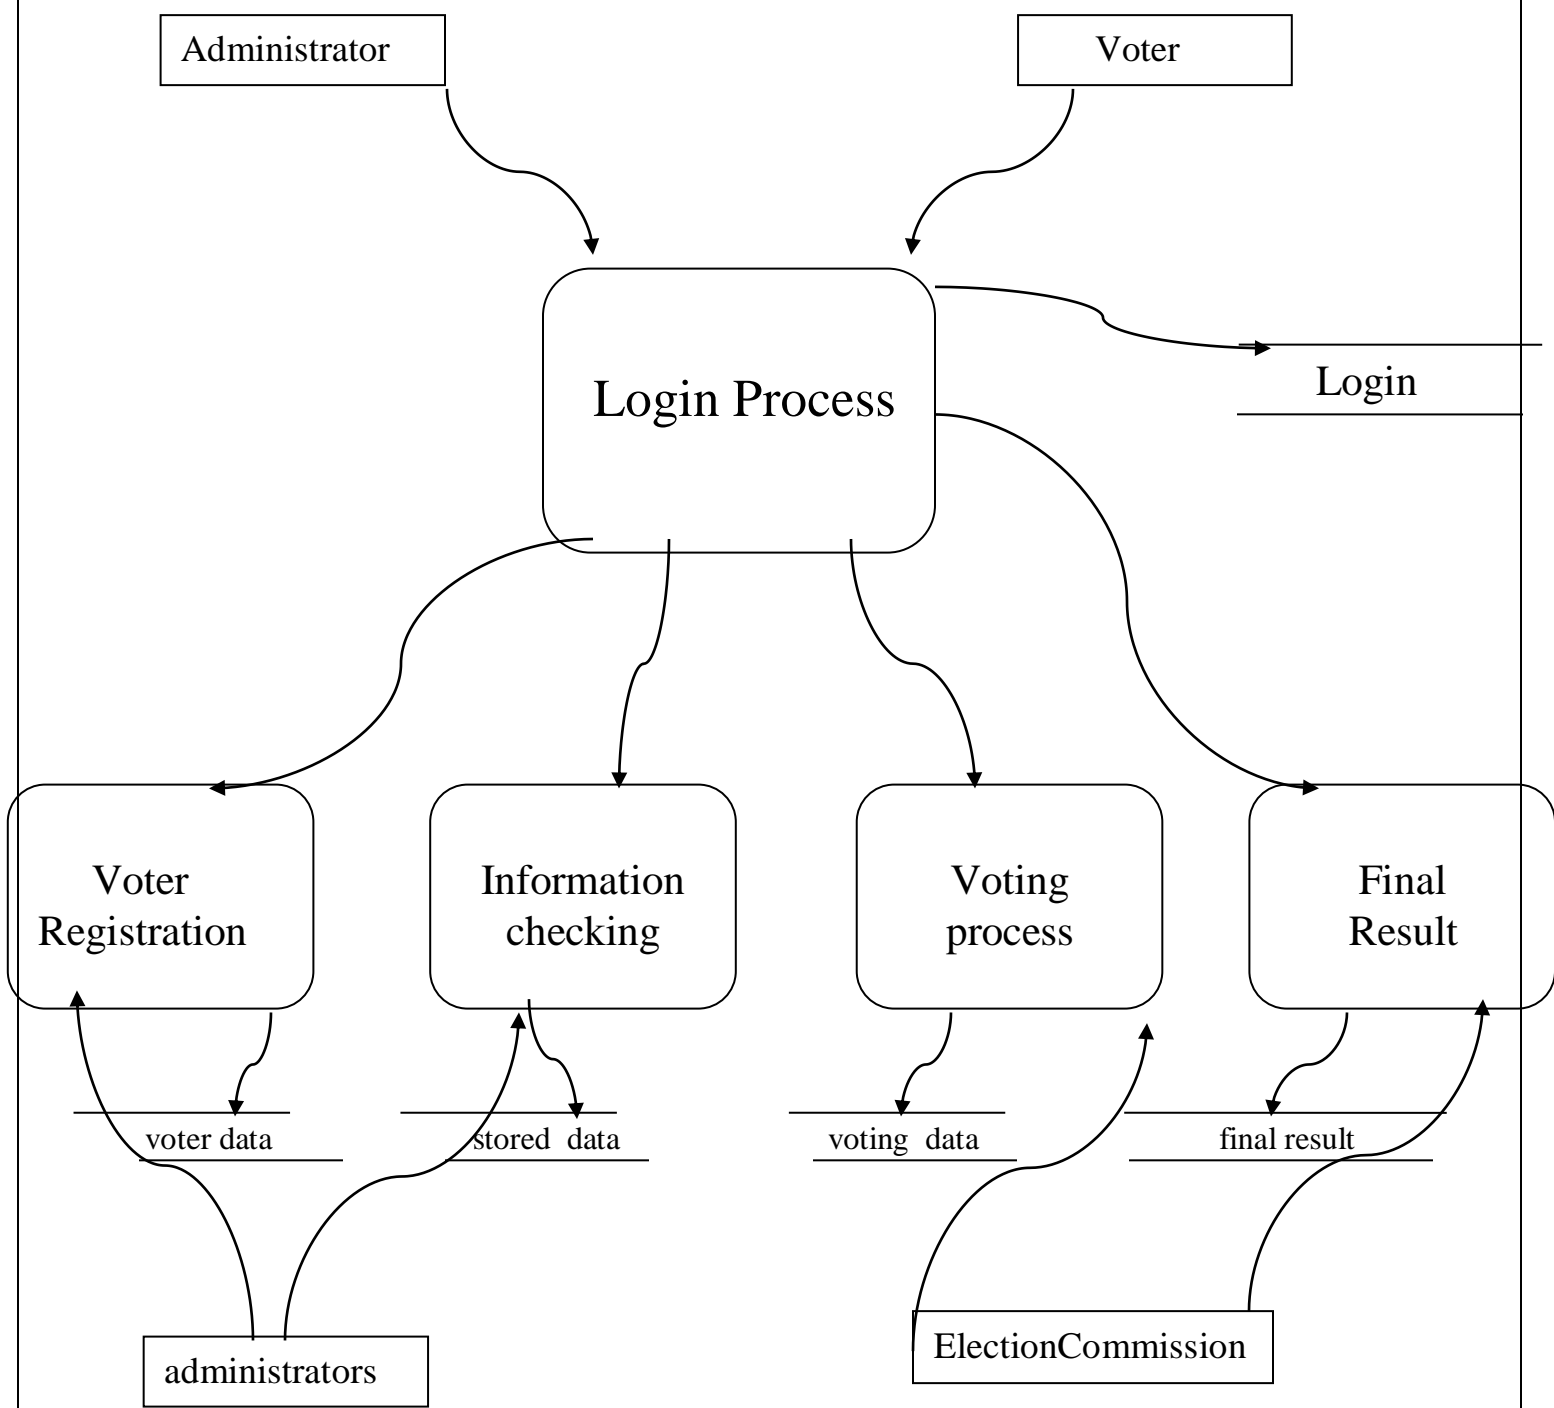 Administrator
Voter
Login Process
Login
Voter
Registration
Information
checking
Voting
process
Final
Result
voter data
stored data
voting data
final result
administrators
ElectionCommission